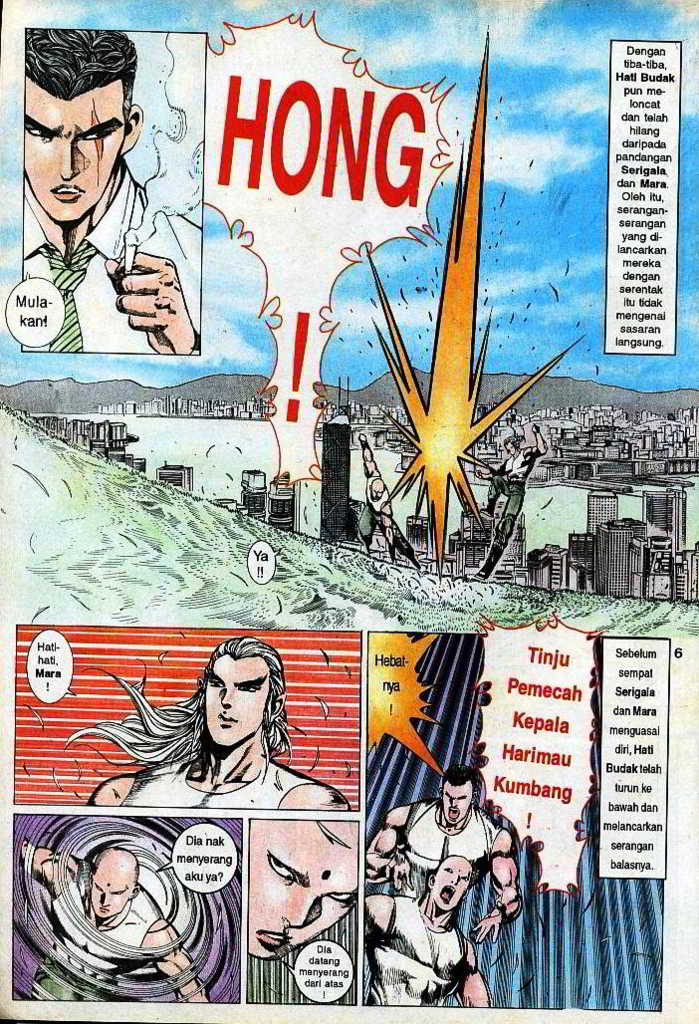 Mula-
kan!
HONG
!
Dengan
tiba-tiba,
Hati Budak
pun me-
loncat
dan telah
hilang
daripada
pandangan
Serigala
dan Mara.
Oleh itu,
serangan-
serangan
yang di-
lancarkan
mereka
dengan
serentak
itu tidak
mengenai
sasaran
langsung.
Ya
!!
Hati-
hati,
Mara
!
Hebat-
nya
!
Tinju
Pemecah
Kepala
Harimau
Kumbang
!
Sebelum
sempat
Serigala
dan Mara
menguasai
diri, Hati
Budak telah
turun ke
bawah dan
melancarkan
serangan
balasnya.
6
Dia nak
menyerang
aku ya?
Dia
datang
menyerang
dari atas
!